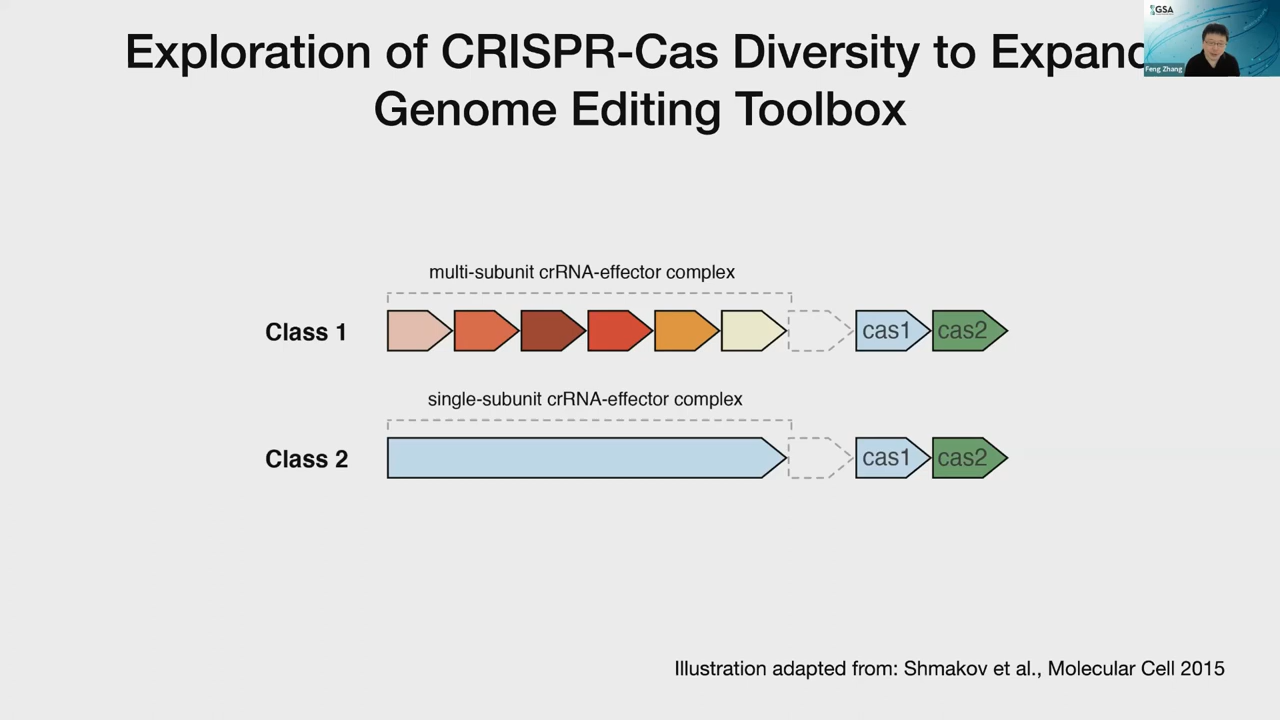 Exploration of CRISPR-Cas Diversity to Expand
Genome Editing Toolbox
GSA
Feng Zhang
multi-subunit crRNA-effector complex
Class 1
cas1
cas2
single-subunit crRNA-effector complex
Class 2
cas1
cas2
Illustration adapted from: Shmakov et al., Molecular Cell 2015